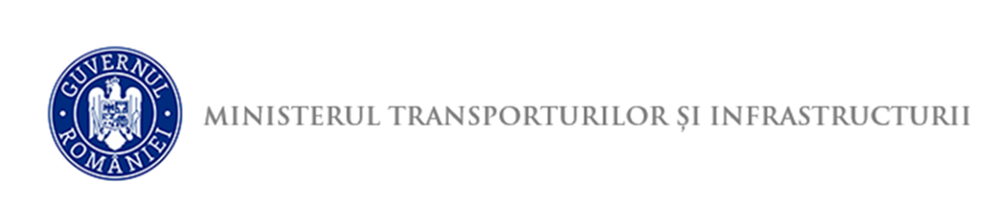 GUVERNUL ROMÂNIEI
MINISTERUL TRANSPORTURILOR ȘI INFRASTRUCTURII